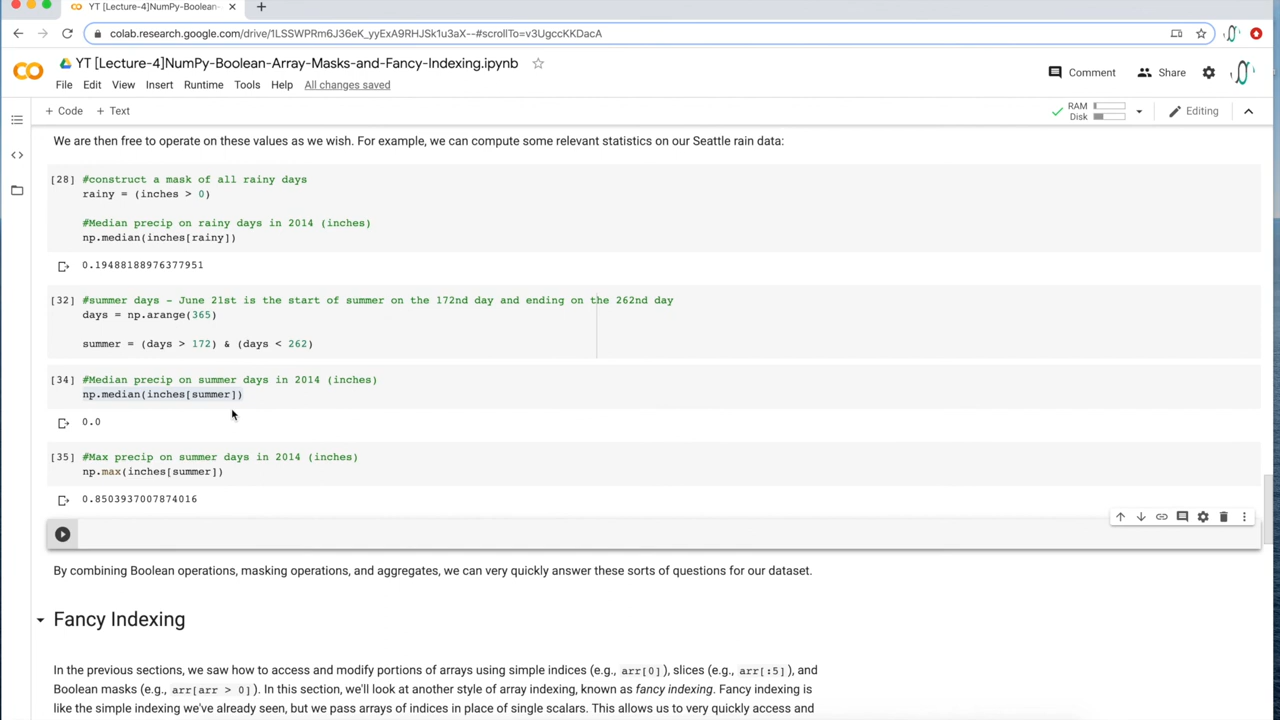 YT [Lecture-4]NumPy-Boolean-
colab.research.google.com/drive/1LSSWPRm6J36eK_yyExA9RHJSk1u3aX--#scrollTo=v3UgccKKDacA
YT [Lecture-4]NumPy-Boolean-Array-Masks-and-Fancy-Indexing.ipynb
Comment Share
File Edit View Insert Runtime Tools Help All changes saved
+ Code + Text
RAM
Disk
Editing
We are then free to operate on these values as we wish. For example, we can compute some relevant statistics on our Seattle rain data:
[28] #construct a mask of all rainy days
rainy = (inches > 0)
#Median precip on rainy days in 2014 (inches)
np.median(inches[rainy])
0.19488188976377951
[32] #summer days - June 21st is the start of summer on the 172nd day and ending on the 262nd day
days = np.arange(365)
summer = (days > 172) & (days < 262)
[34] #Median precip on summer days in 2014 (inches)
np.median(inches[summer])
0.0
[35] #Max precip on summer days in 2014 (inches)
np.max(inches[summer])
0.8503937007874016
By combining Boolean operations, masking operations, and aggregates, we can very quickly answer these sorts of questions for our dataset.
Fancy Indexing
In the previous sections, we saw how to access and modify portions of arrays using simple indices (e.g., arr[0]), slices (e.g., arr[:5]), and
Boolean masks (e.g., arr[arr > 0]). In this section, we'll look at another style of array indexing, known as fancy indexing. Fancy indexing is
like the simple indexing we've already seen, but we pass arrays of indices in place of single scalars. This allows us to very quickly access and